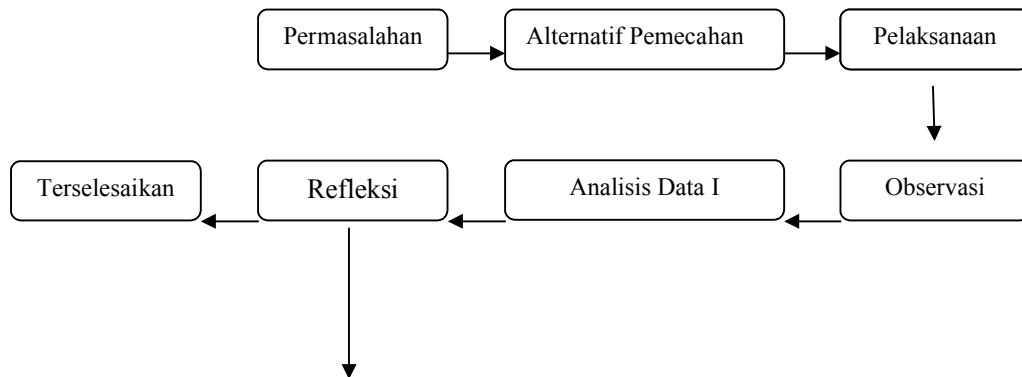 Permasalahan
Alternatif Pemecahan
Pelaksanaan
Terselesaikan
Refleksi
Analisis Data I
Observasi